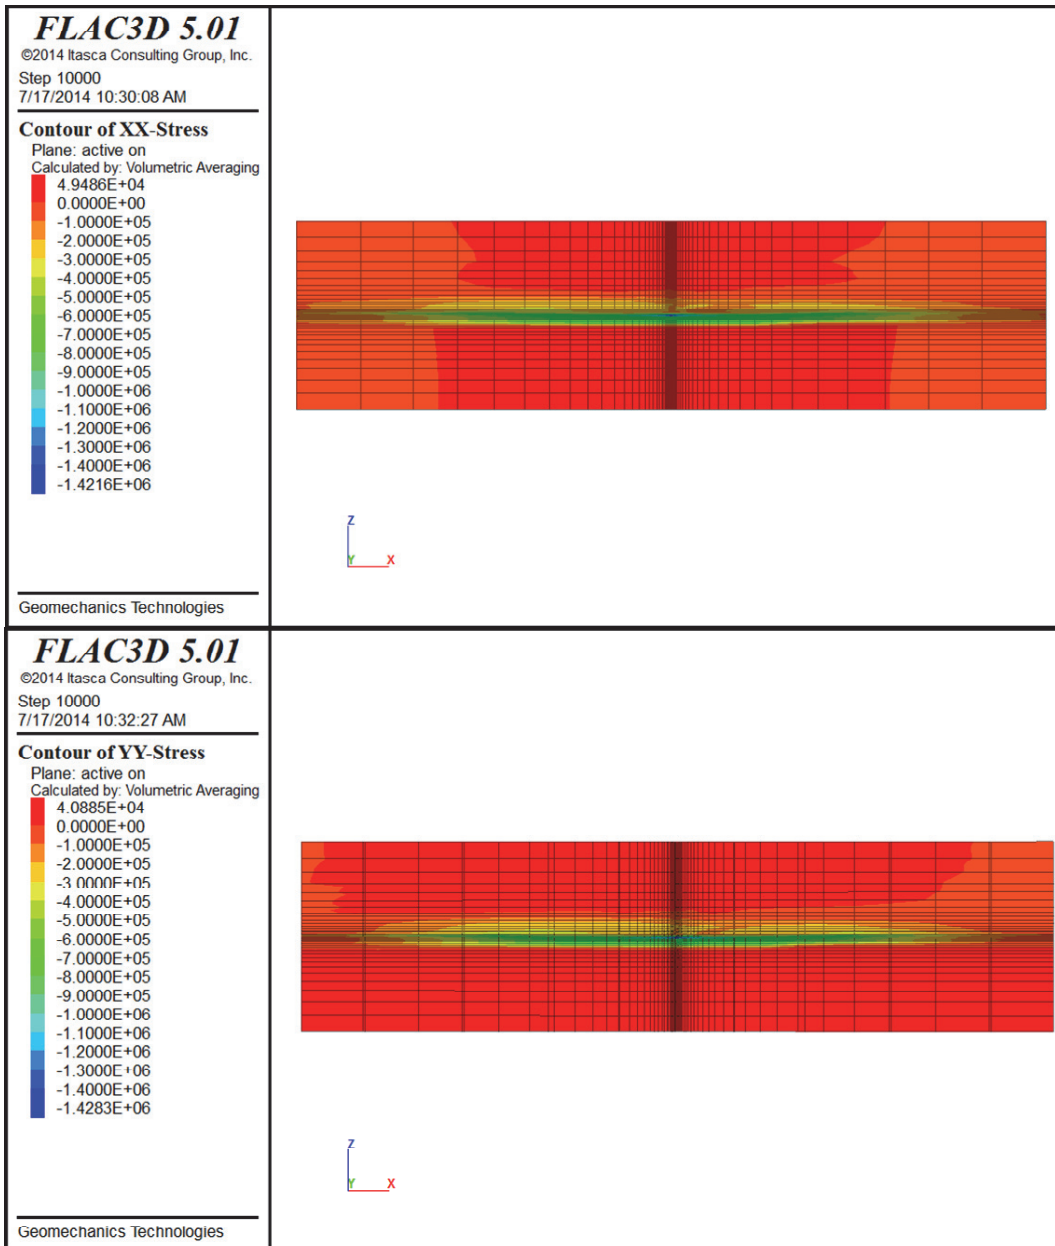 FLAC3D 5.01
©2014 Itasca Consulting Group, Inc.
Step 10000
7/17/2014 10:30:08 AM
Contour of XX-Stress
Plane: active on
Calculated by: Volumetric Averaging
4.9486E+04
0.0000E+00
-1.0000E+05
-2.0000E+05
-3.0000E+05
-4.0000E+05
-5.0000E+05
-6.0000E+05
-7.0000E+05
-8.0000E+05
-9.0000E+05
-1.0000E+06
-1.1000E+06
-1.2000E+06
-1.3000E+06
-1.4000E+06
-1.4216E+06
Z
Y X
Geomechanics Technologies
FLAC3D 5.01
©2014 Itasca Consulting Group, Inc.
Step 10000
7/17/2014 10:32:27 AM
Contour of YY-Stress
Plane: active on
Calculated by: Volumetric Averaging
4.0885E+04
0.0000E+00
-1.0000E+05
-2.0000E+05
-3.0000E+05
-4.0000E+05
-5.0000E+05
-6.0000E+05
-7.0000E+05
-8.0000E+05
-9.0000E+05
-1.0000E+06
-1.1000E+06
-1.2000E+06
-1.3000E+06
-1.4000E+06
-1.4283E+06
Z
Y X
Geomechanics Technologies